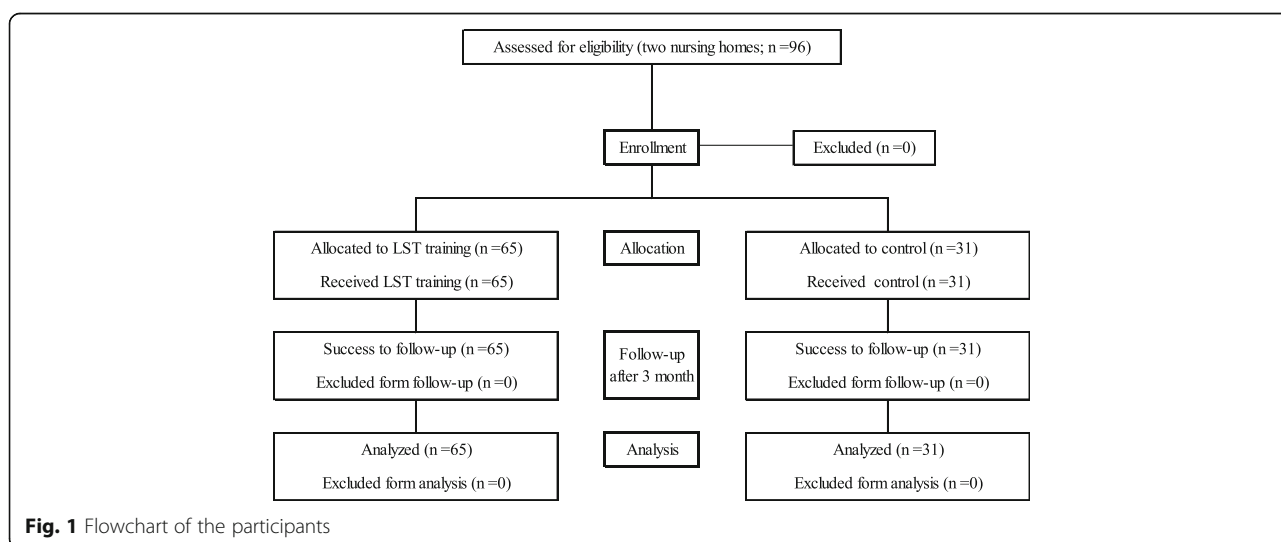 Assessed for eligibility (two nursing homes; n =96)
Enrollment
Excluded (n =0)
Allocated to LST training (n =65)
Received LST training (n =65)
Allocation
Allocated to control (n =31)
Received control (n =31)
Success to follow-up (n =65)
Excluded form follow-up (n =0)
Follow-up
after 3 month
Success to follow-up (n =31)
Excluded form follow-up (n =0)
Analyzed (n =65)
Excluded form analysis (n =0)
Analysis
Analyzed (n =31)
Excluded form analysis (n =0)
Fig. 1 Flowchart of the participants